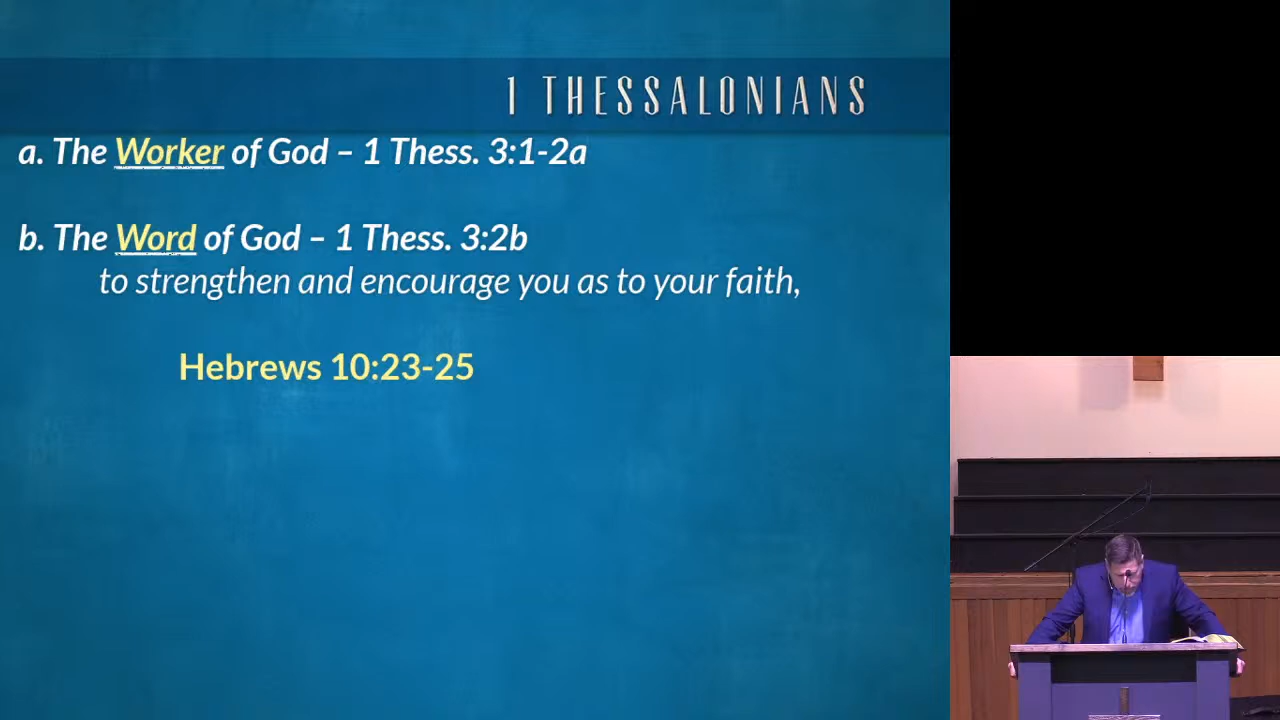 1 THESSALONIANS
a. The Worker of God – 1 Thess. 3:1-2a
b. The Word of God – 1 Thess. 3:2b
to strengthen and encourage you as to your faith,
Hebrews 10:23-25